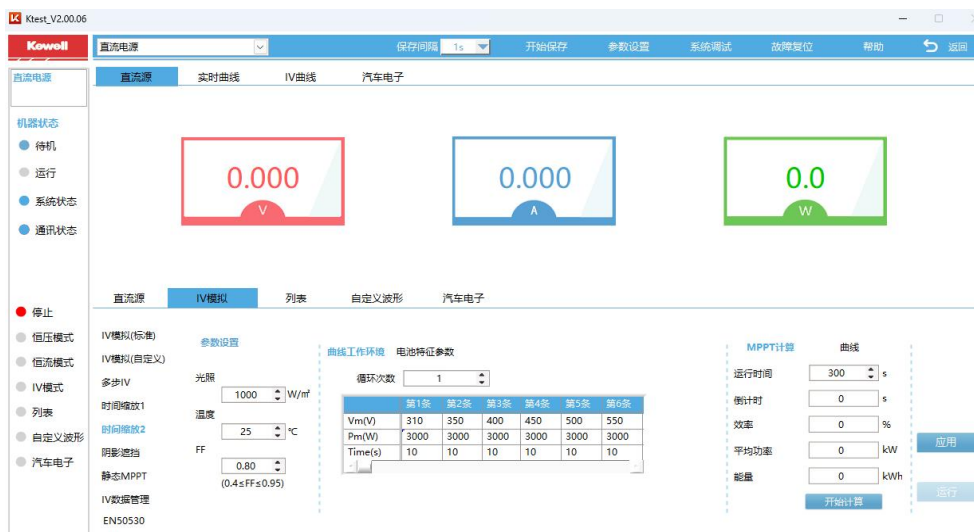 Ktest_V2.00.06
Kewell
直流电源 保存间隔 1s 开始保存 参数设置 系统调试 故障复位 帮助 返回
直流电源
直流源 实时曲线 IV曲线 汽车电子
机器状态
待机
运行
系统状态
通讯状态
0.000
V
0.000
A
0.0
W
停止
恒压模式
恒流模式
IV模式
列表
自定义波形
汽车电子
直流源 IV模拟 列表 自定义波形 汽车电子
IV模拟(标准)
IV模拟(自定义)
多步IV
时间缩放1
时间缩放2
阴影遮挡
静态MPPT
IV数据管理
EN50530
参数设置
光照
1000 W/㎡
温度
25 ℃
FF
0.80
(0.4≤FF≤0.95)
曲线工作环境 电池特征参数
循环次数 1
第1条 第2条 第3条 第4条 第5条 第6条
Vm(V) 310 350 400 450 500 550
Pm(W) 3000 3000 3000 3000 3000 3000
Time(s) 10 10 10 10 10 10
MPPT计算 曲线
运行时间 300 s
倒计时 0 s
效率 0 %
平均功率 0 kW
能量 0 kWh
开始计算
应用
运行